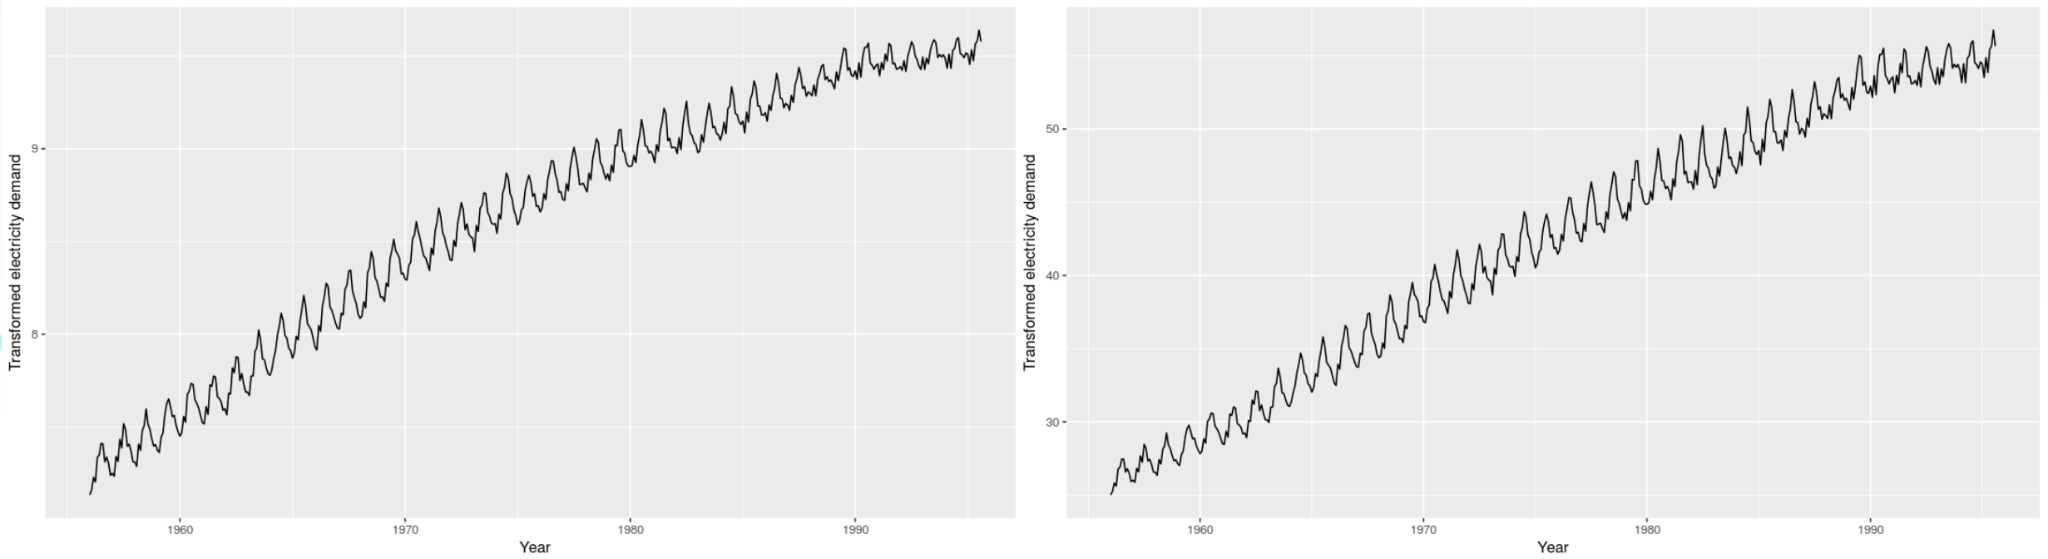 Transformed electricity demand
9
8
1960 1970 1980 1990
Year
Transformed electricity demand
50
40
30
1960 1970 1980 1990
Year